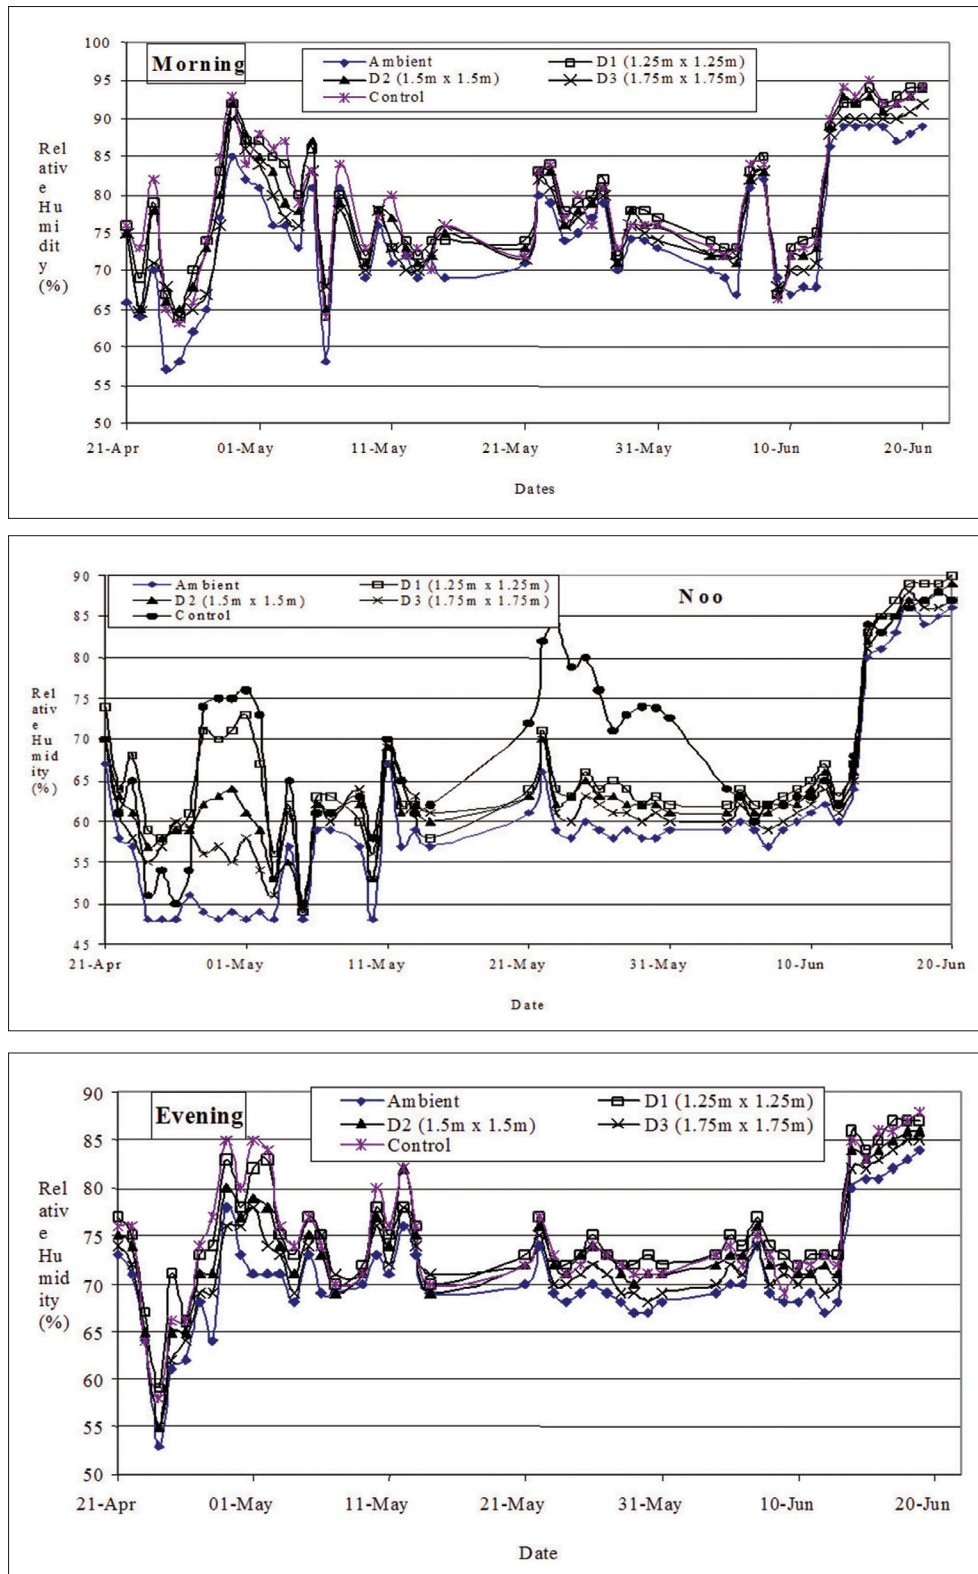 Morning
Ambient
D1 (1.25m x 1.25m)
D2 (1.5m x 1.5m)
D3 (1.75m x 1.75m)
Control
Rel
ativ
e
Hu
mi
dit
y
(%)
100
95
90
85
80
75
70
65
60
55
50
21-Apr
01-May
11-May
21-May
31-May
10-Jun
20-Jun
Dates
Noo
Ambient
D1 (1.25m x 1.25m)
D2 (1.5m x 1.5m)
D3 (1.75m x 1.75m)
Control
Rel
ativ
e
Hu
mid
ity
(%)
90
85
80
75
70
65
60
55
50
45
21-Apr
01-May
11-May
21-May
31-May
10-Jun
20-Jun
Date
Evening
Ambient
D1 (1.25m x 1.25m)
D2 (1.5m x 1.5m)
D3 (1.75m x 1.75m)
Control
Rel
ativ
e
Hu
mid
ity
(%)
90
85
80
75
70
65
60
55
50
21-Apr
01-May
11-May
21-May
31-May
10-Jun
20-Jun
Date